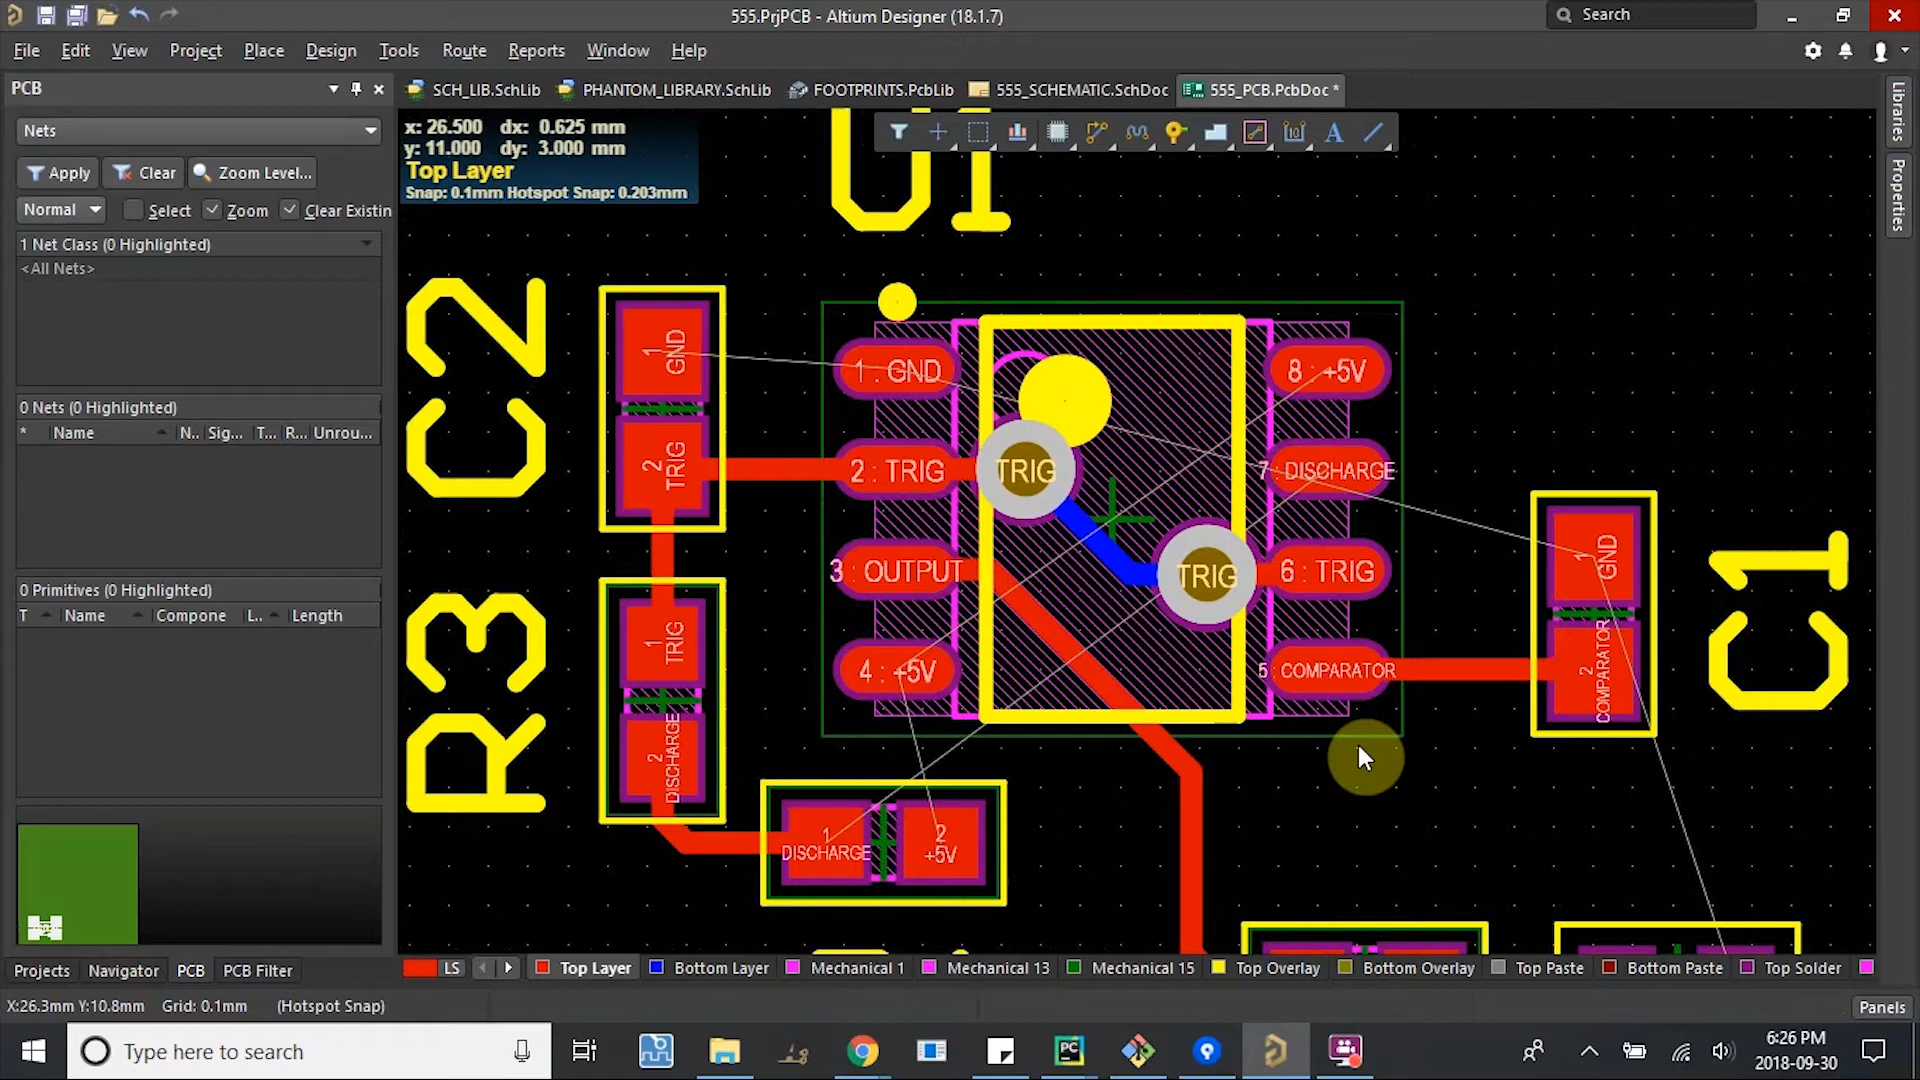 555.PrjPCB - Altium Designer (18.1.7)
Search
File Edit View Project Place Design Tools Route Reports Window Help
PCB
SCH_LIB.SchLib PHANTOM_LIBRARY.SchLib FOOTPRINTS.PcbLib 555_SCHEMATIC.SchDoc 555_PCB.PcbDoc *
Libraries
Properties
Nets
Apply Clear Zoom Level...
Normal Select Zoom Clear Existin
1 Net Class (0 Highlighted)
<All Nets>
0 Nets (0 Highlighted)
* Name N.. Sig... T... R... Unrou...
0 Primitives (0 Highlighted)
T Name Compone L.. Length
x: 26.500 dx: 0.625 mm
y: 11.000 dy: 3.000 mm
Top Layer
Snap: 0.1mm Hotspot Snap: 0.203mm
U1
C2
1 GND
2 TRIG
R3
1 TRIG
2 DISCHARGE
1 : GND
2 : TRIG
3 : OUTPUT
4 : +5V
TRIG
TRIG
8 : +5V
7 : DISCHARGE
6 : TRIG
5 : COMPARATOR
1 GND
2 COMPARATOR
C1
1 DISCHARGE
2 +5V
Projects Navigator PCB PCB Filter
LS Top Layer Bottom Layer Mechanical 1 Mechanical 13 Mechanical 15 Top Overlay Bottom Overlay Top Paste Bottom Paste Top Solder
X:26.3mm Y:10.8mm Grid: 0.1mm (Hotspot Snap)
Panels
Type here to search
PC
6:26 PM
2018-09-30